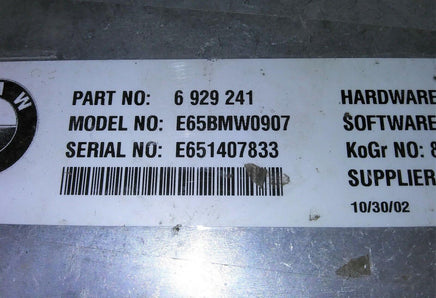 PART NO: 6 929 241 HARDWARE
MODEL NO: E65BMW0907 SOFTWARE
SERIAL NO: E651407833 KoGr NO: 8
SUPPLIER
10/30/02
MW